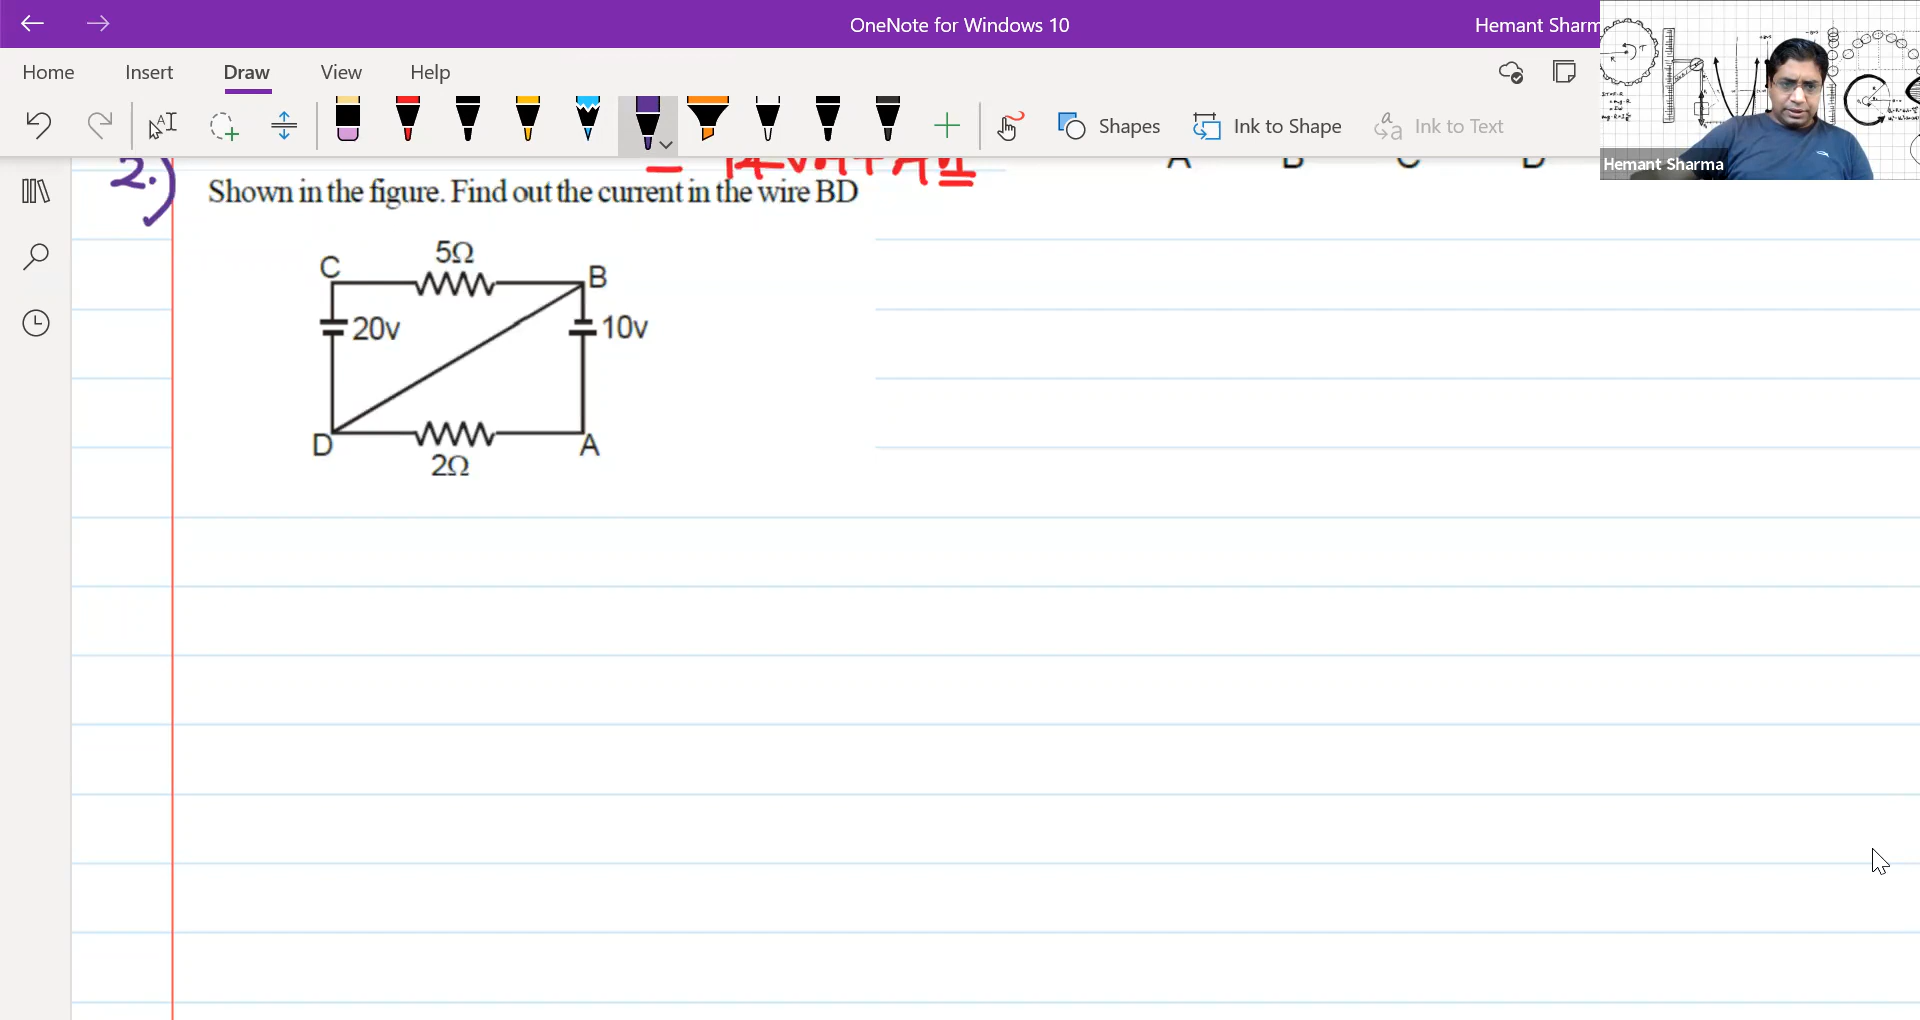 OneNote for Windows 10
Hemant Sharm
Home Insert Draw View Help
Shapes Ink to Shape Ink to Text
Hemant Sharma
A B C D
2.)
Shown in the figure. Find out the current in the wire BD
5Ω
C B
20v 10v
D A
2Ω